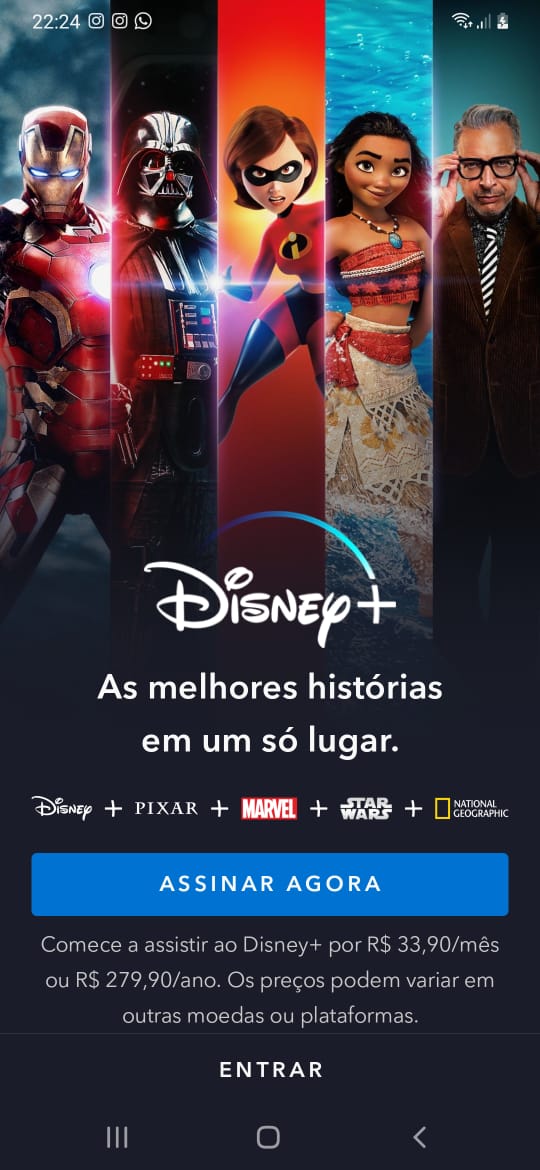 22:24
Disney+
As melhores histórias
em um só lugar.
Disney + PIXAR + MARVEL + STAR WARS + NATIONAL GEOGRAPHIC
ASSINAR AGORA
Comece a assistir ao Disney+ por R$ 33,90/mês
ou R$ 279,90/ano. Os preços podem variar em
outras moedas ou plataformas.
ENTRAR